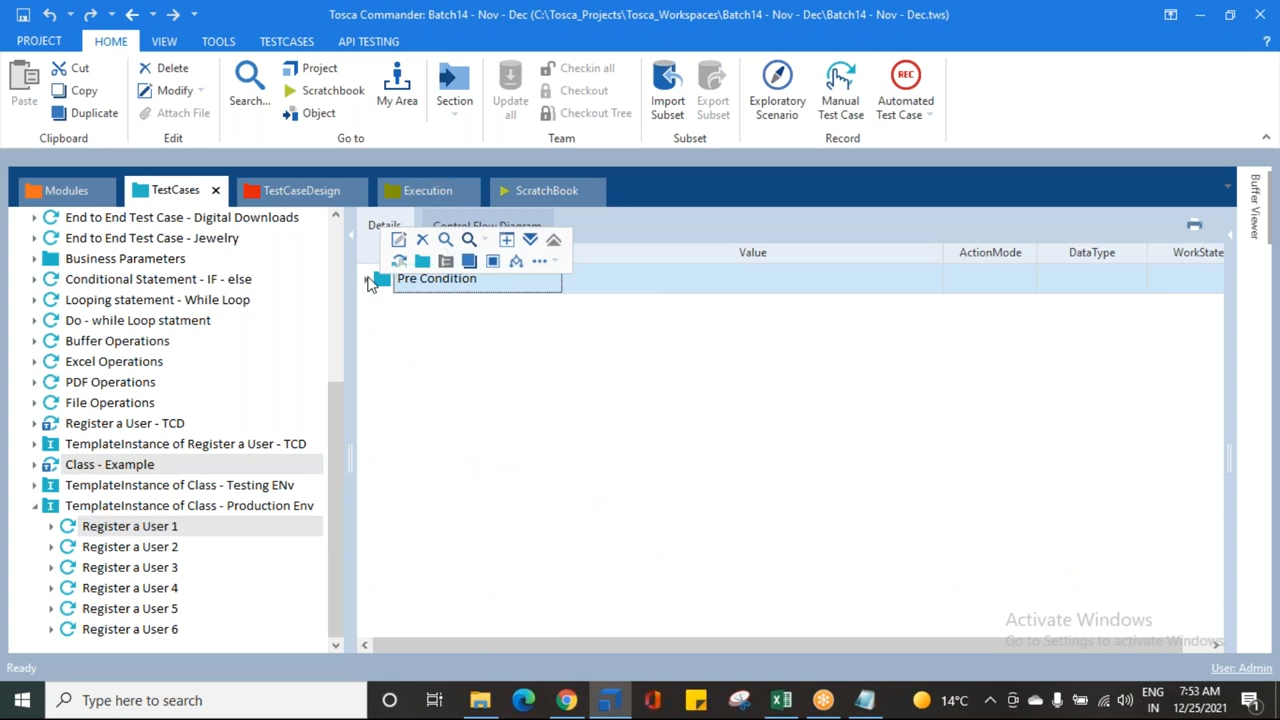 Tosca Commander: Batch14 - Nov - Dec (C:\Tosca_Projects\Tosca_Workspaces\Batch14 - Nov - Dec\Batch14 - Nov - Dec.tws)
PROJECT HOME VIEW TOOLS TESTCASES API TESTING
Paste
Cut
Copy
Duplicate
Clipboard
Delete
Modify
Attach File
Edit
Search...
Project
Scratchbook
Object
My Area
Section
Go to
Update all
Checkin all
Checkout
Checkout Tree
Team
Import Subset
Export Subset
Subset
Exploratory Scenario
Manual Test Case
REC
Automated Test Case
Record
Modules TestCases TestCaseDesign Execution ScratchBook
Buffer Viewer
End to End Test Case - Digital Downloads
End to End Test Case - Jewelry
Business Parameters
Conditional Statement - IF - else
Looping statement - While Loop
Do - while Loop statment
Buffer Operations
Excel Operations
PDF Operations
File Operations
Register a User - TCD
TemplateInstance of Register a User - TCD
Class - Example
TemplateInstance of Class - Testing ENv
TemplateInstance of Class - Production Env
Register a User 1
Register a User 2
Register a User 3
Register a User 4
Register a User 5
Register a User 6
Details Control Flow Diagram
Value ActionMode DataType WorkState
Pre Condition
Activate Windows
Go to Settings to activate Windows.
Ready
User: Admin
Type here to search
14°C
ENG
IN
7:53 AM
12/25/2021
1